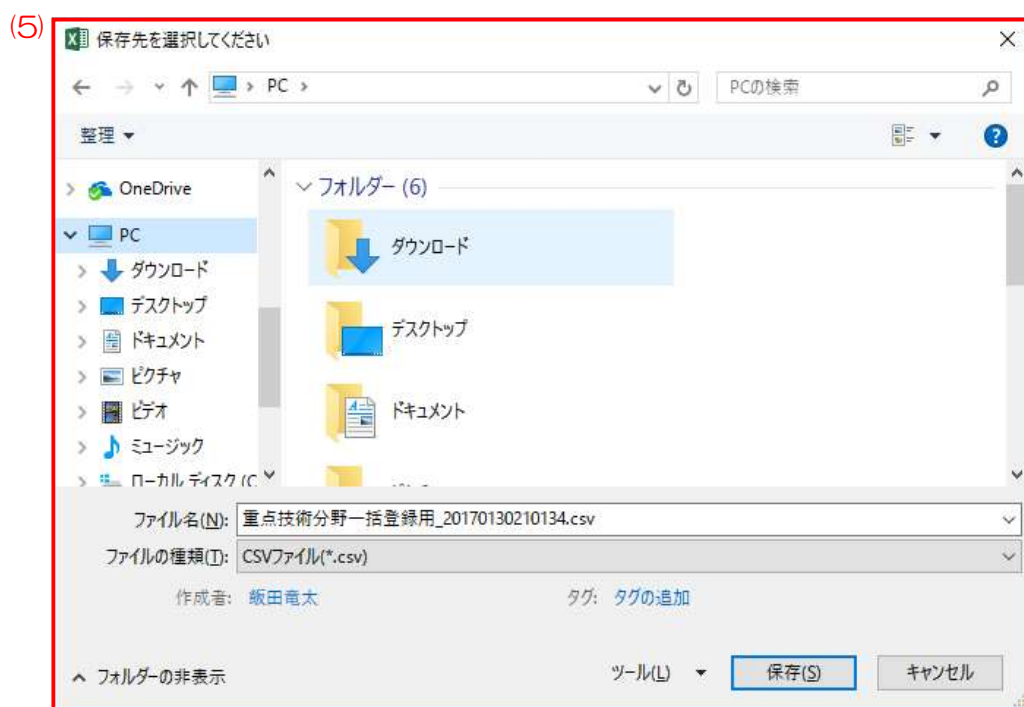 (5)
保存先を選択してください
PC
PCの検索
整理
OneDrive
PC
ダウンロード
デスクトップ
ドキュメント
ピクチャ
ビデオ
ミュージック
ローカル ディスク (C
フォルダー (6)
ダウンロード
デスクトップ
ドキュメント
ファイル名(N): 重点技術分野一括登録用_20170130210134.csv
ファイルの種類(T): CSVファイル(*.csv)
作成者: 飯田竜太 タグ: タグの追加
フォルダーの非表示 ツール(L) 保存(S) キャンセル